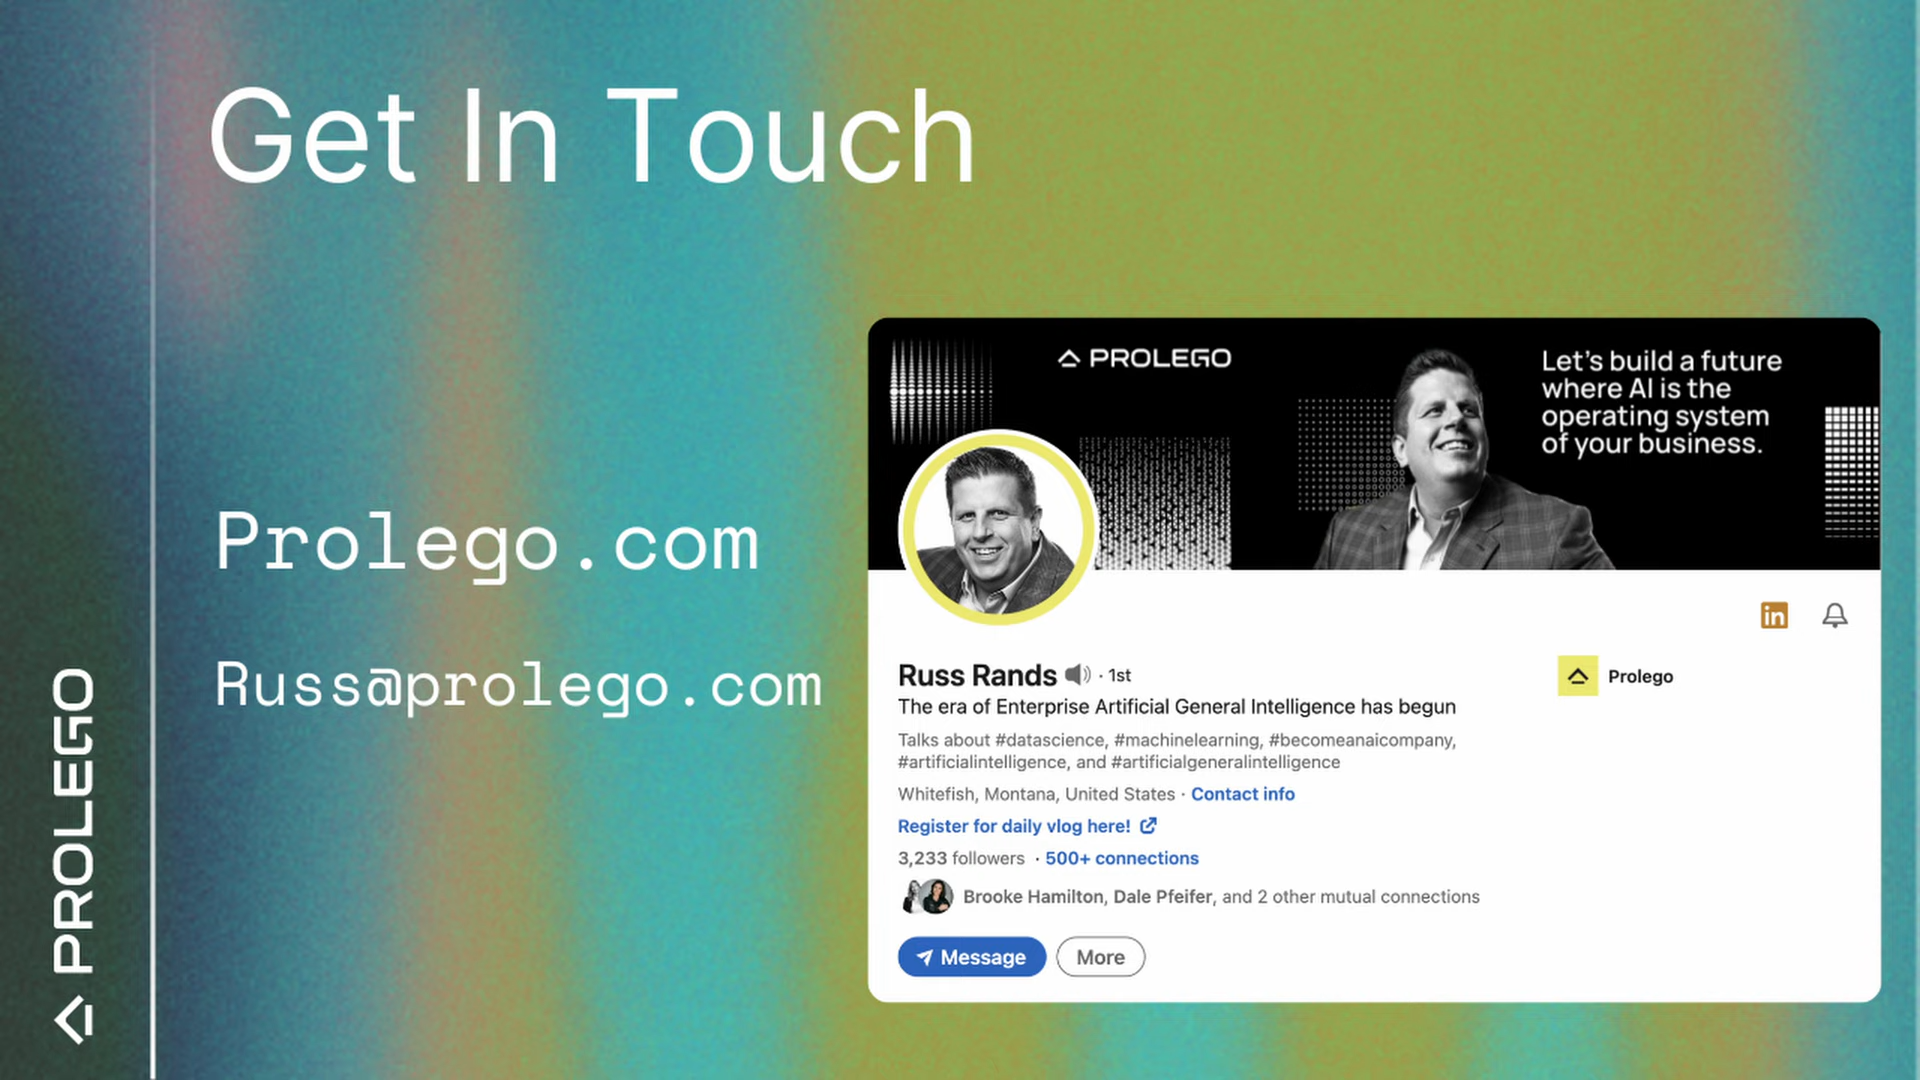 Get In Touch
Prolego.com
Russ@prolego.com
PROLEGO
PROLEGO
Let's build a future
where AI is the
operating system
of your business.
in
Russ Rands · 1st
Prolego
The era of Enterprise Artificial General Intelligence has begun
Talks about #datascience, #machinelearning, #becomeanaicompany,
#artificialintelligence, and #artificialgeneralintelligence
Whitefish, Montana, United States · Contact info
Register for daily vlog here!
3,233 followers · 500+ connections
Brooke Hamilton, Dale Pfeifer, and 2 other mutual connections
Message
More